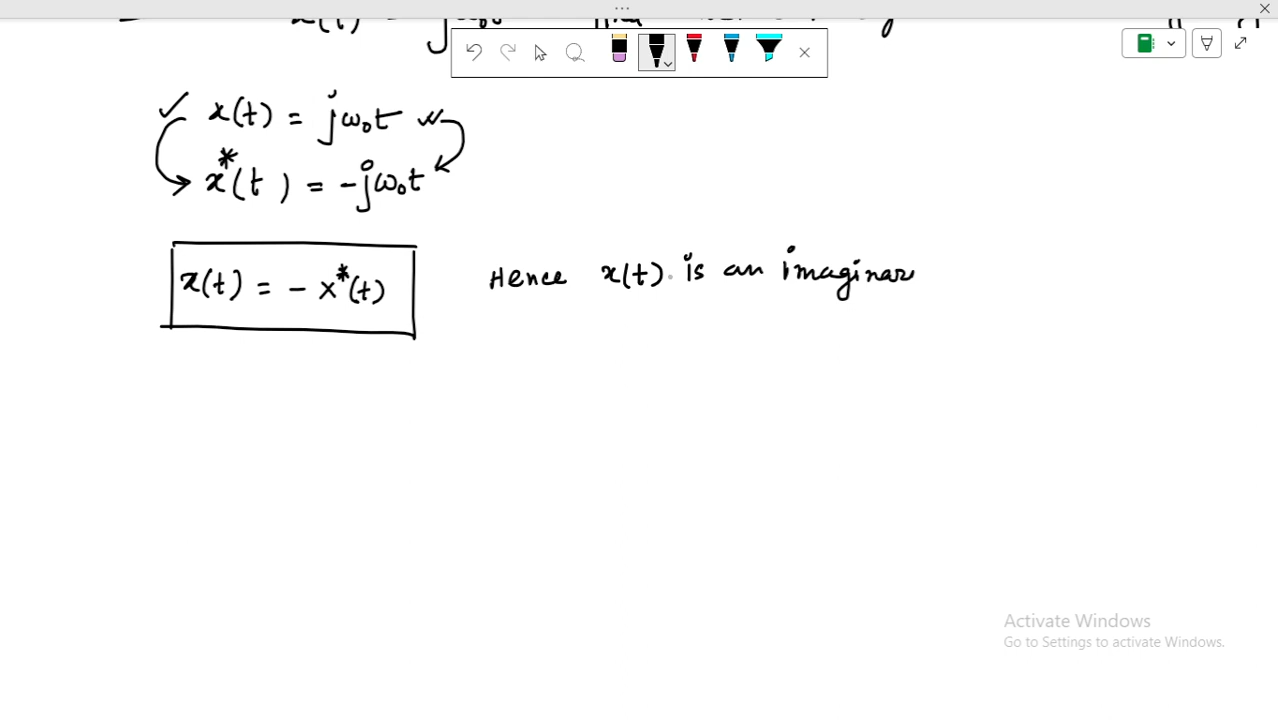 x(t) =
x(t) = jω₀t
x*(t) = -jω₀t
x(t) = - x*(t) Hence x(t) is an imaginar
Activate Windows
Go to Settings to activate Windows.